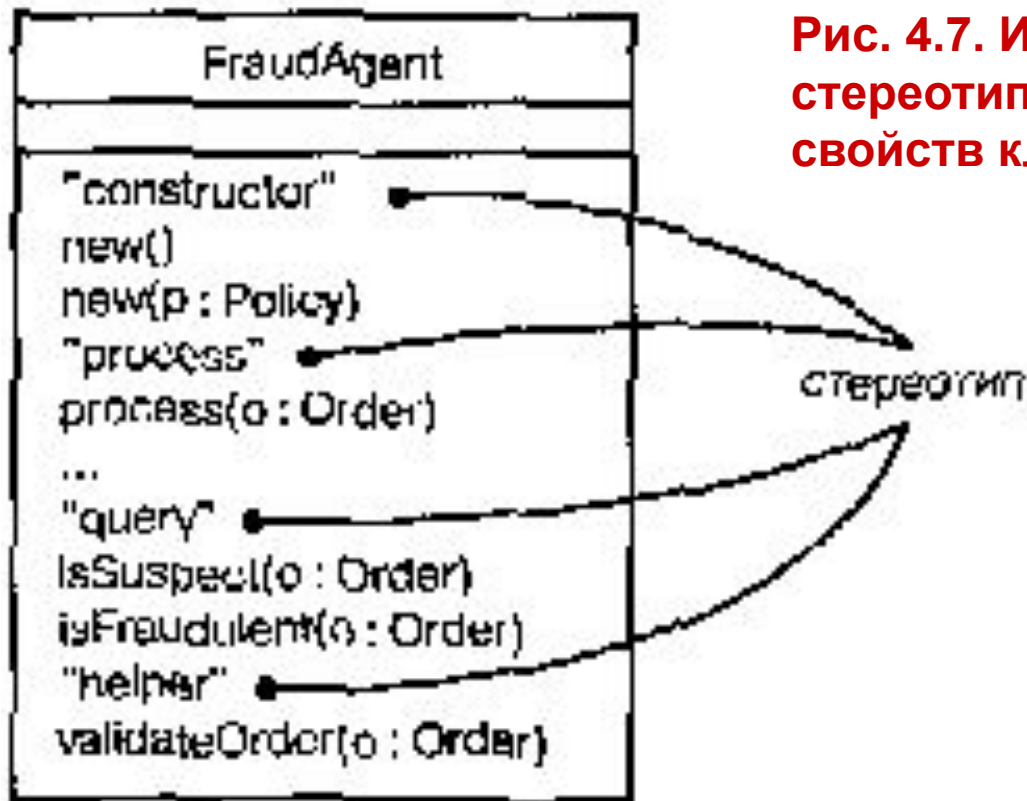 FraudAgent
"constructor"
new()
new(p : Policy)
"process"
process(o : Order)
...
"query"
isSuspect(o : Order)
isFraudulent(o : Order)
"helper"
validateOrder(o : Order)
стереотип
Рис. 4.7. И
стереотип
свойств к